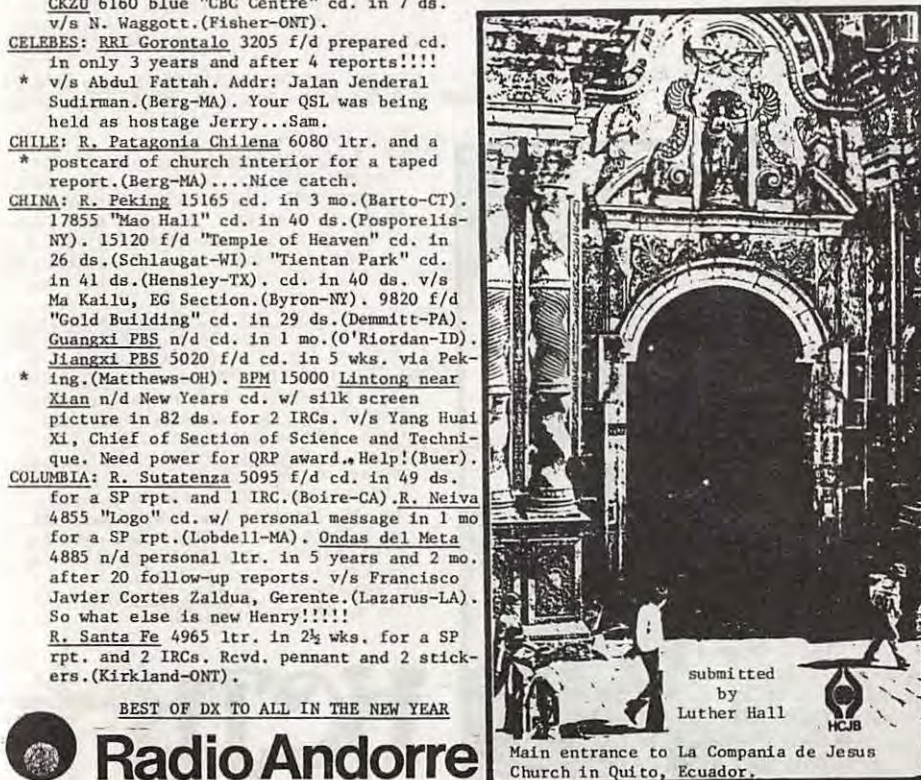 CKZU 6160 blue "CBC Centre" cd. in 7 ds.
v/s N. Waggott.(Fisher-ONT).
CELEBES: RRI Gorontalo 3205 f/d prepared cd.
in only 3 years and after 4 reports!!!!
* v/s Abdul Fattah. Addr: Jalan Jenderal
Sudirman.(Berg-MA). Your QSL was being
held as hostage Jerry...Sam.
CHILE: R. Patagonia Chilena 6080 ltr. and a
* postcard of church interior for a taped
report.(Berg-MA)....Nice catch.
CHINA: R. Peking 15165 cd. in 3 mo.(Barto-CT).
17855 "Mao Hall" cd. in 40 ds.(Posporelis-
NY). 15120 f/d "Temple of Heaven" cd. in
26 ds.(Schlaugat-WI). "Tientan Park" cd.
in 41 ds.(Hensley-TX). cd. in 40 ds. v/s
Ma Kailu, EG Section.(Byron-NY). 9820 f/d
"Gold Building" cd. in 29 ds.(Demmitt-PA).
Guangxi PBS n/d cd. in 1 mo.(O'Riordan-ID).
Jiangxi PBS 5020 f/d cd. in 5 wks. via Pek-
* ing.(Matthews-OH). BPM 15000 Lintong near
Xian n/d New Years cd. w/ silk screen
picture in 82 ds. for 2 IRCs. v/s Yang Huai
Xi, Chief of Section of Science and Techni-
que. Need power for QRP award. Help!(Buer).
COLUMBIA: R. Sutatenza 5095 f/d cd. in 49 ds.
for a SP rpt. and 1 IRC.(Boire-CA).R. Neiva
4855 "Logo" cd. w/ personal message in 1 mo
for a SP rpt.(Lobdell-MA). Ondas del Meta
4885 n/d personal ltr. in 5 years and 2 mo.
after 20 follow-up reports. v/s Francisco
Javier Cortes Zaldua, Gerente.(Lazarus-LA).
So what else is new Henry!!!!!
R. Santa Fe 4965 ltr. in 2½ wks. for a SP
rpt. and 2 IRCs. Rcvd. pennant and 2 stick-
ers.(Kirkland-ONT).
BEST OF DX TO ALL IN THE NEW YEAR
Radio Andorre
submitted
by
Luther Hall
HCJB
Main entrance to La Compania de Jesus
Church in Quito, Ecuador.